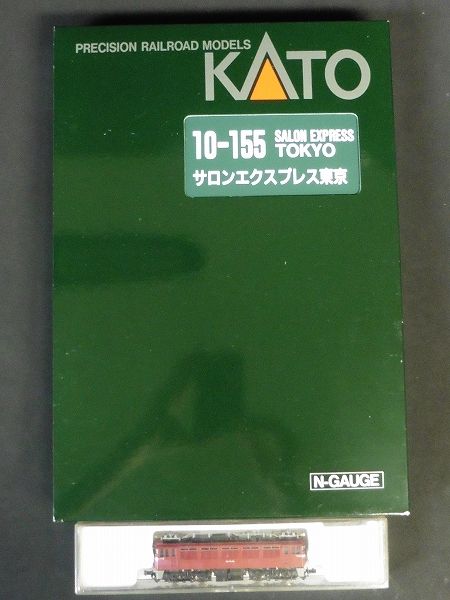 PRECISION RAILROAD MODELS
KATO
10-155 SALON EXPRESS TOKYO
サロンエクスプレス東京
N-GAUGE